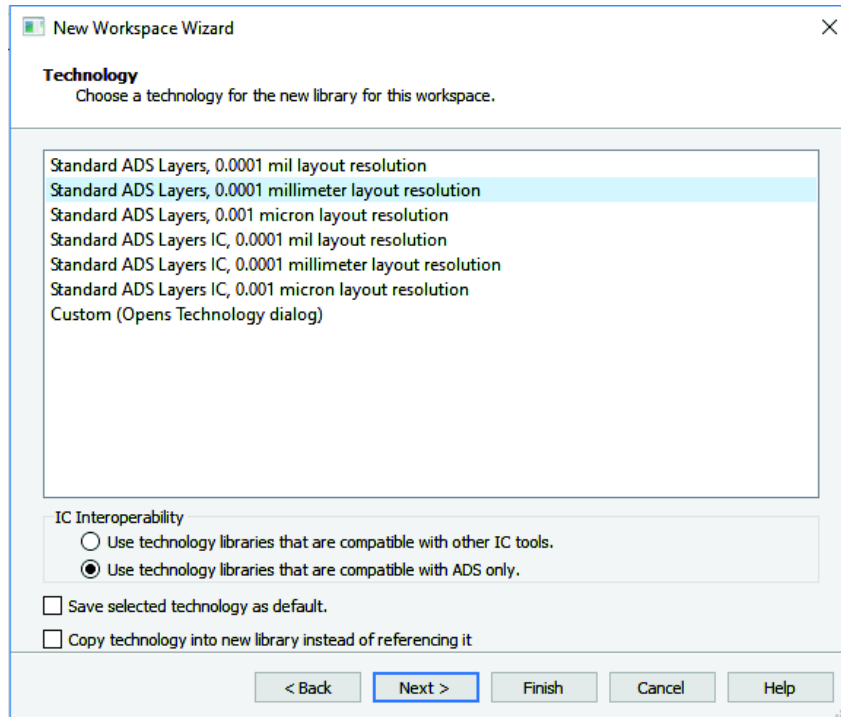 New Workspace Wizard
Technology
Choose a technology for the new library for this workspace.
Standard ADS Layers, 0.0001 mil layout resolution
Standard ADS Layers, 0.0001 millimeter layout resolution
Standard ADS Layers, 0.001 micron layout resolution
Standard ADS Layers IC, 0.0001 mil layout resolution
Standard ADS Layers IC, 0.0001 millimeter layout resolution
Standard ADS Layers IC, 0.001 micron layout resolution
Custom (Opens Technology dialog)
IC Interoperability
Use technology libraries that are compatible with other IC tools.
Use technology libraries that are compatible with ADS only.
Save selected technology as default.
Copy technology into new library instead of referencing it
< Back Next > Finish Cancel Help